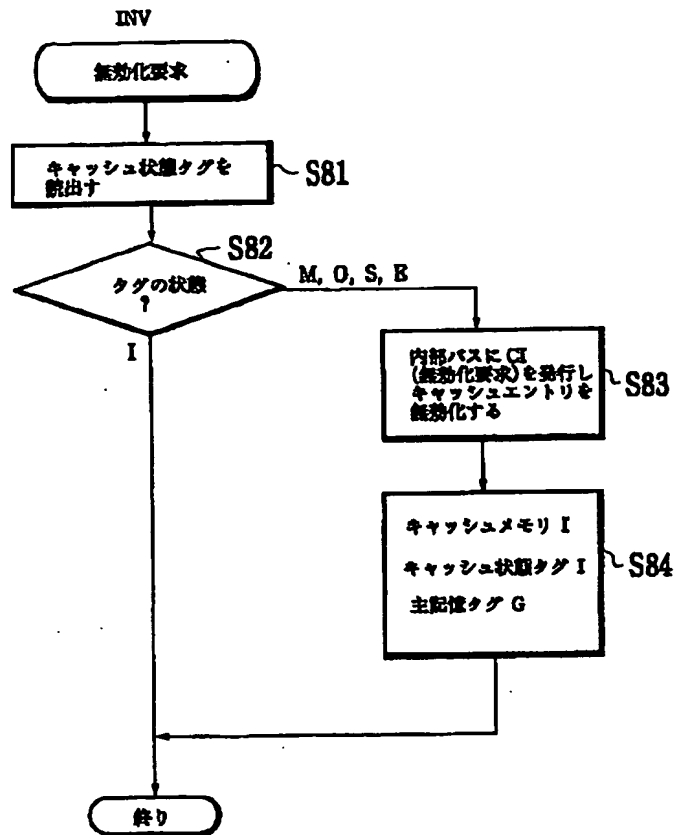 INV
無効化要求
キャッシュ状態タグを
読出す
S81
S82
タグの状態
?
M, O, S, E
I
内部バスに CI
(無効化要求)を発行し
キャッシュエントリを
無効化する
S83
キャッシュメモリ I
キャッシュ状態タグ I
主記憶タグ G
S84
終り